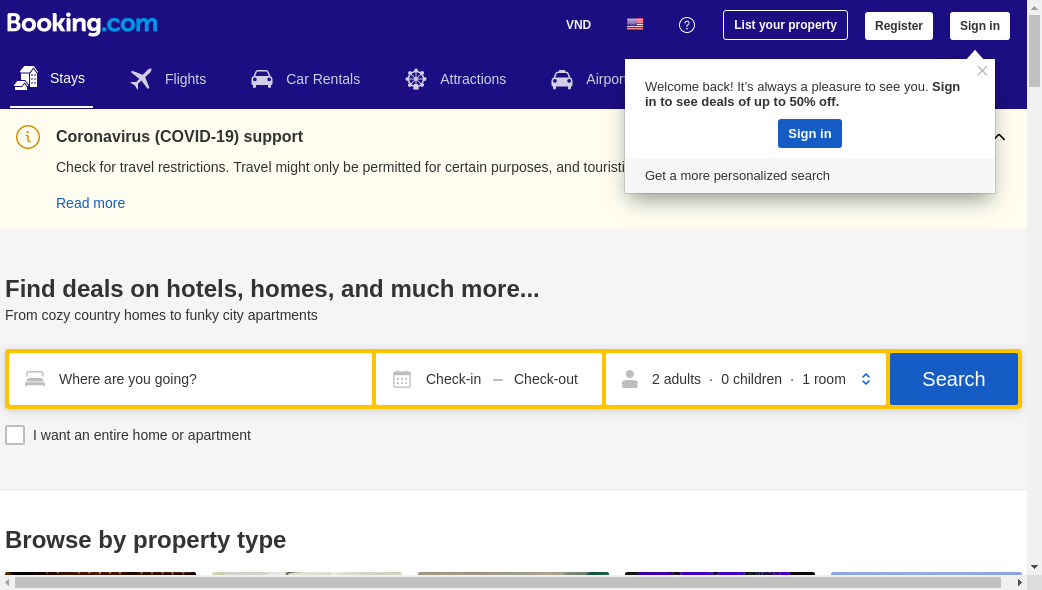 Booking.com
VND
List your property
Register
Sign in
Stays
Flights
Car Rentals
Attractions
Welcome back! It's always a pleasure to see you. Sign
in to see deals of up to 50% off.
Sign in
Get a more personalized search
Coronavirus (COVID-19) support
Check for travel restrictions. Travel might only be permitted for certain purposes, and
Read more
Find deals on hotels, homes, and much more...
From cozy country homes to funky city apartments
Where are you going?
Check-in — Check-out
2 adults · 0 children · 1 room
Search
I want an entire home or apartment
Browse by property type